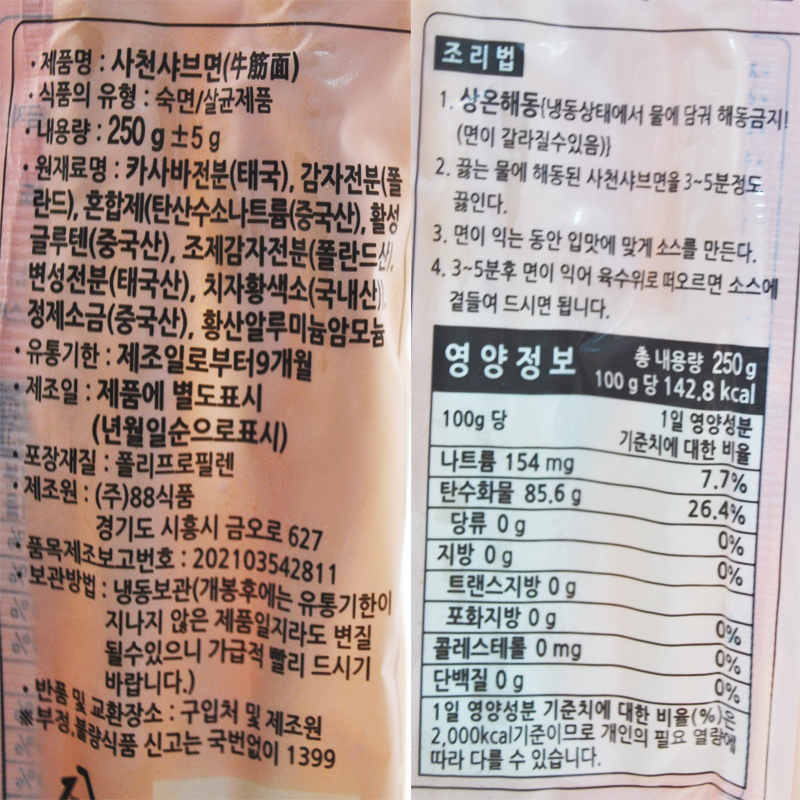 · 제품명 : 사천샤브면(牛筋面)
· 식품의 유형 : 숙면/살균제품
· 내용량 : 250 g ±5 g
· 원재료명 : 카사바전분(태국), 감자전분(폴
란드), 혼합제(탄산수소나트륨(중국산), 활성
글루텐(중국산), 조제감자전분(폴란드산),
변성전분(태국산), 치자황색소(국내산)),
정제소금(중국산), 황산알루미늄암모늄
· 유통기한 : 제조일로부터9개월
· 제조일 : 제품에 별도표시
(년월일순으로표시)
· 포장재질 : 폴리프로필렌
· 제조원 : (주)88식품
경기도 시흥시 금오로 627
· 품목제조보고번호 : 202103542811
· 보관방법 : 냉동보관(개봉후에는 유통기한이
지나지 않은 제품일지라도 변질
될수있으니 가급적 빨리 드시기
바랍니다.)
· 반품 및 교환장소 : 구입처 및 제조원
※부정,불량식품 신고는 국번없이 1399
조리법
1. 상온해동{냉동상태에서 물에 담궈 해동금지!
(면이 갈라질수있음)}
2. 끓는 물에 해동된 사천샤브면을 3~5분정도
끓인다.
3. 면이 익는 동안 입맛에 맞게 소스를 만든다.
4. 3~5분후 면이 익어 육수위로 떠오르면 소스에
곁들여 드시면 됩니다.
영양정보
총 내용량 250 g
100 g 당 142.8 kcal
100g 당
1일 영양성분
기준치에 대한 비율
나트륨 154 mg 7.7%
탄수화물 85.6 g 26.4%
당류 0 g 0%
지방 0 g 0%
트랜스지방 0 g
포화지방 0 g 0%
콜레스테롤 0 mg 0%
단백질 0 g 0%
1일 영양성분 기준치에 대한 비율(%)은
2,000kcal기준이므로 개인의 필요 열량에
따라 다를 수 있습니다.